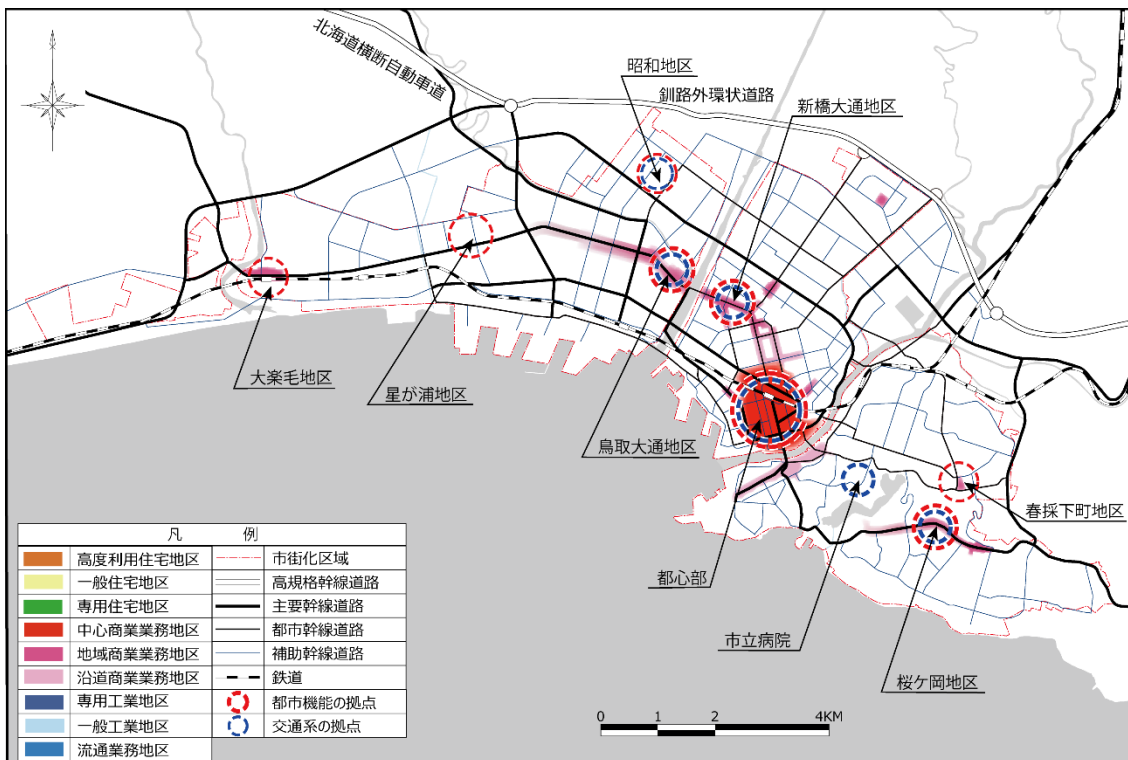 北海道横断自動車道
昭和地区
釧路外環状道路
新橋大通地区
大楽毛地区
星が浦地区
鳥取大通地区
春採下町地区
都心部
市立病院
桜ケ岡地区
凡 例
高度利用住宅地区 市街化区域
一般住宅地区 高規格幹線道路
専用住宅地区 主要幹線道路
中心商業業務地区 都市幹線道路
地域商業業務地区 補助幹線道路
沿道商業業務地区 鉄道
専用工業地区 都市機能の拠点
一般工業地区 交通系の拠点
流通業務地区
0 1 2 4KM